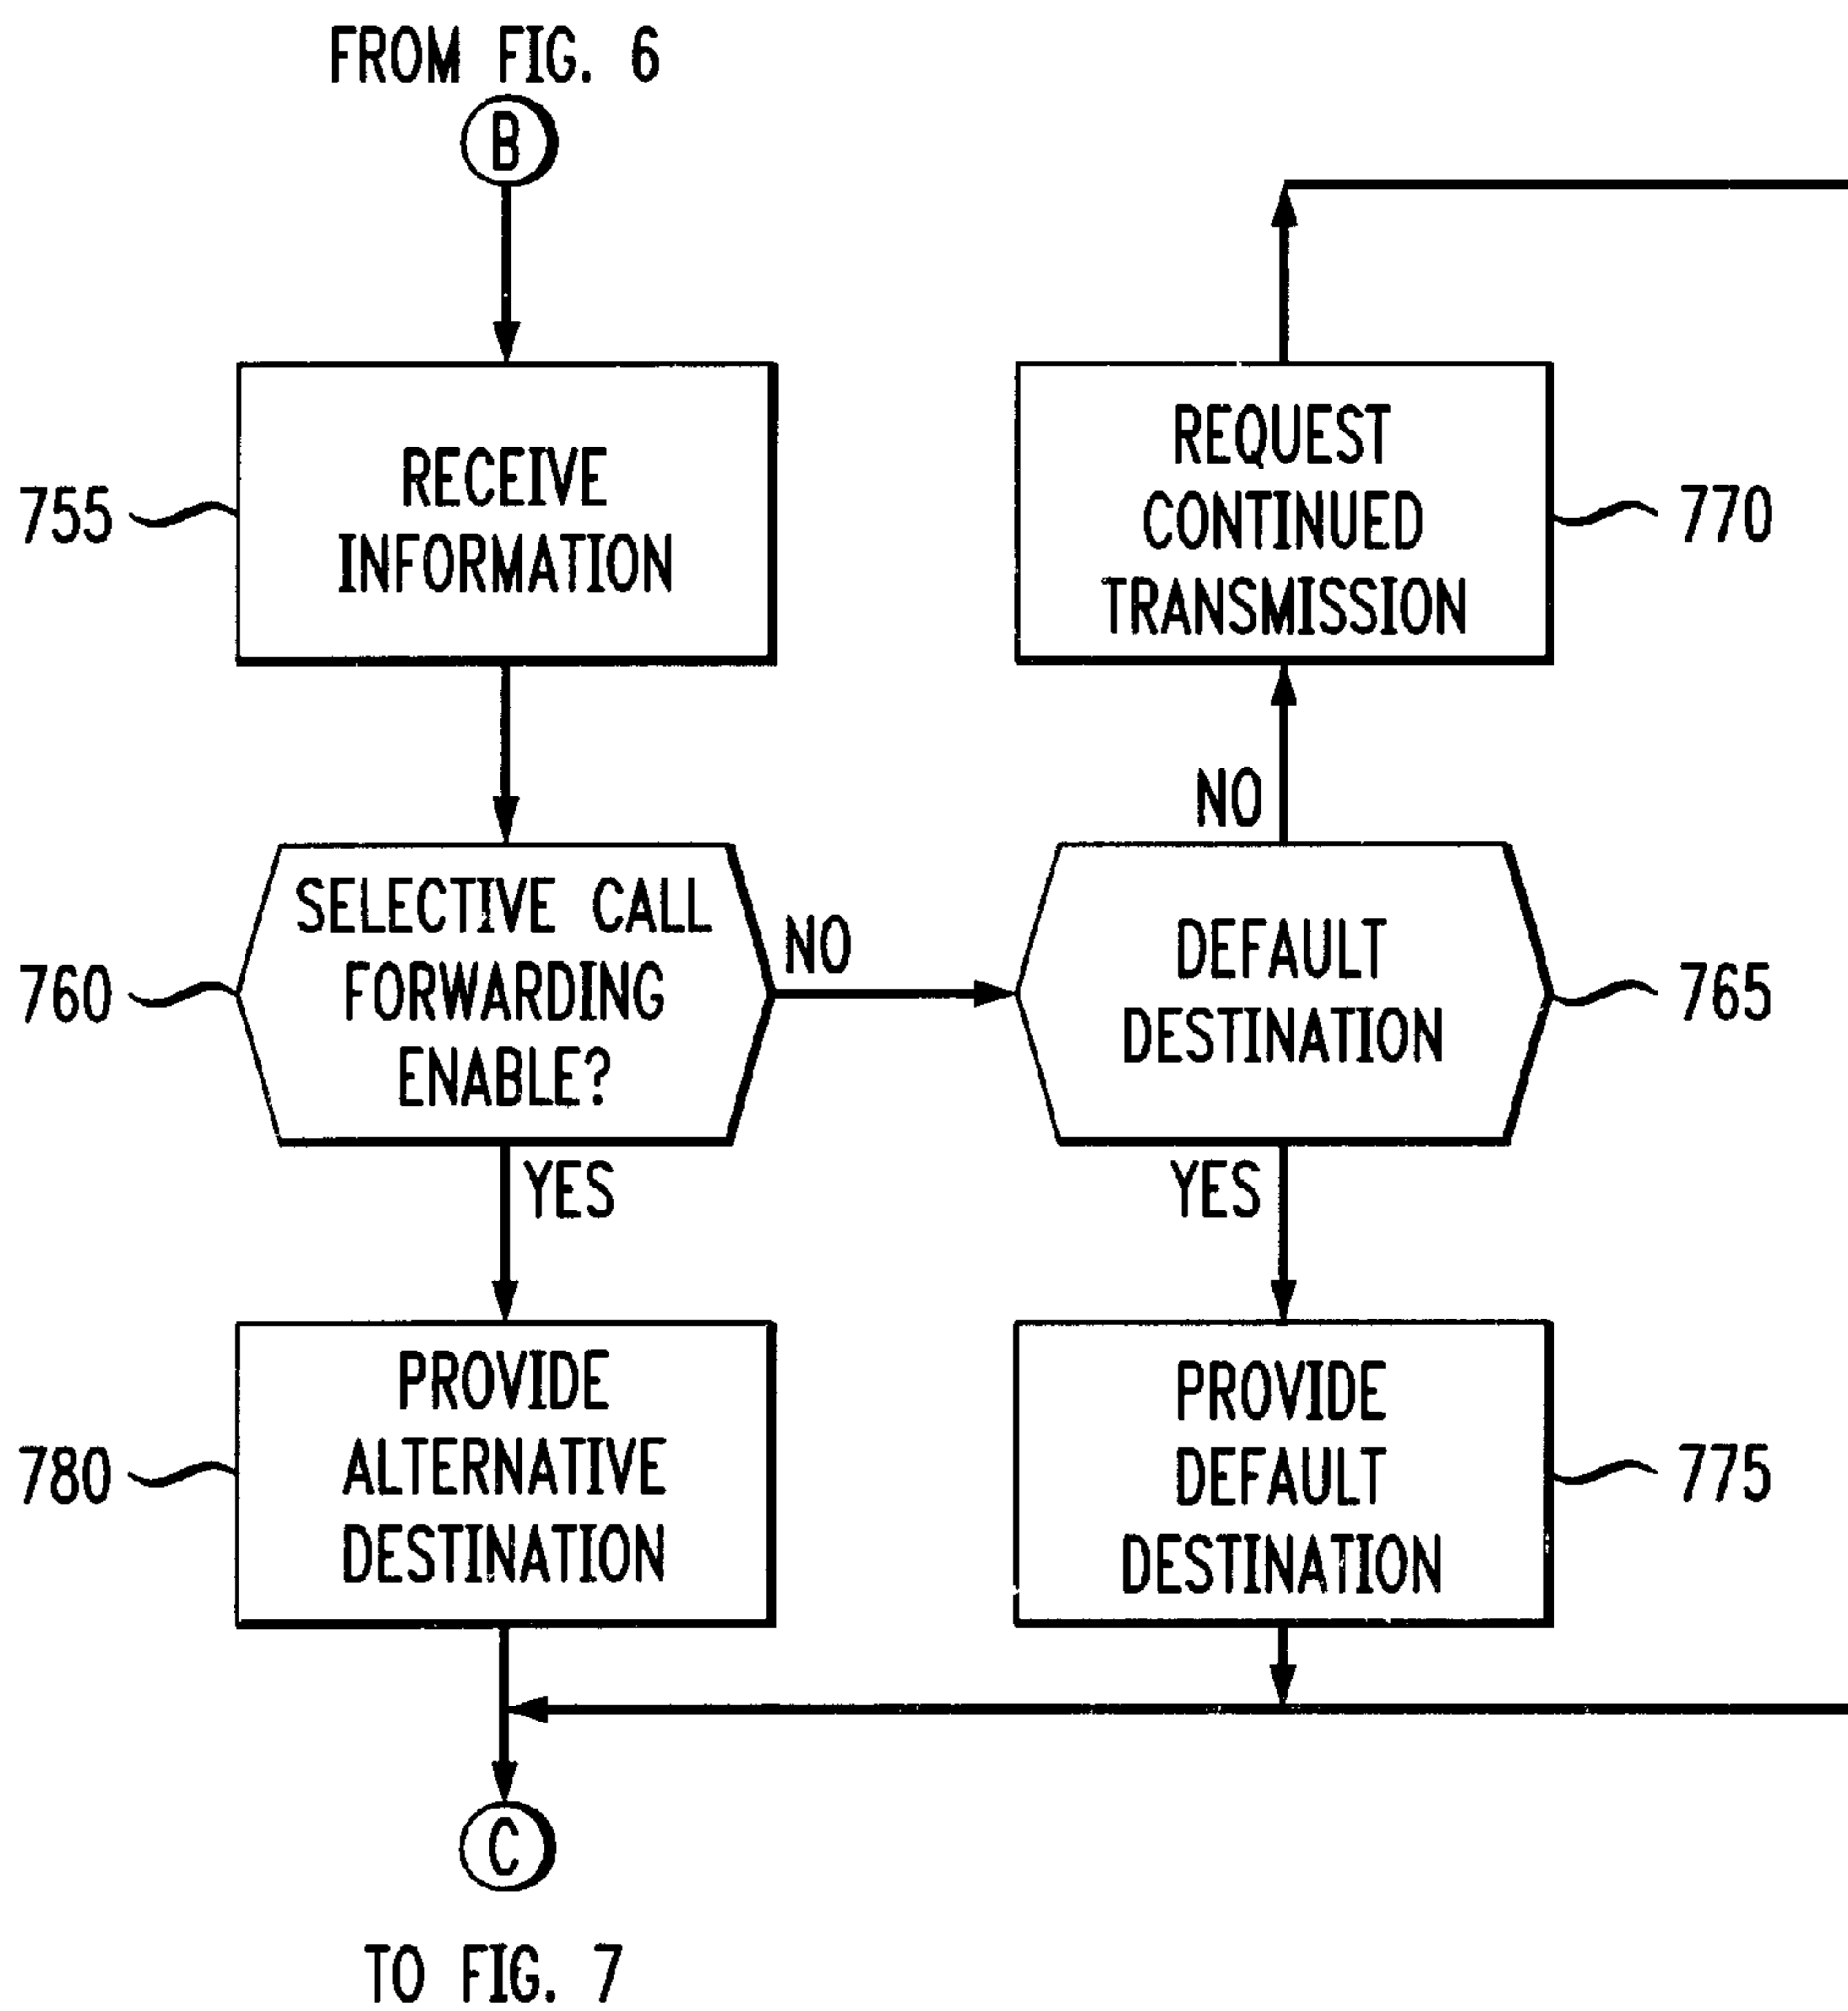 FROM FIG. 6
B
755
RECEIVE
INFORMATION
REQUEST
CONTINUED
TRANSMISSION
770
NO
760
SELECTIVE CALL
FORWARDING
ENABLE?
NO
DEFAULT
DESTINATION
765
YES
YES
780
PROVIDE
ALTERNATIVE
DESTINATION
PROVIDE
DEFAULT
DESTINATION
775
C
TO FIG. 7